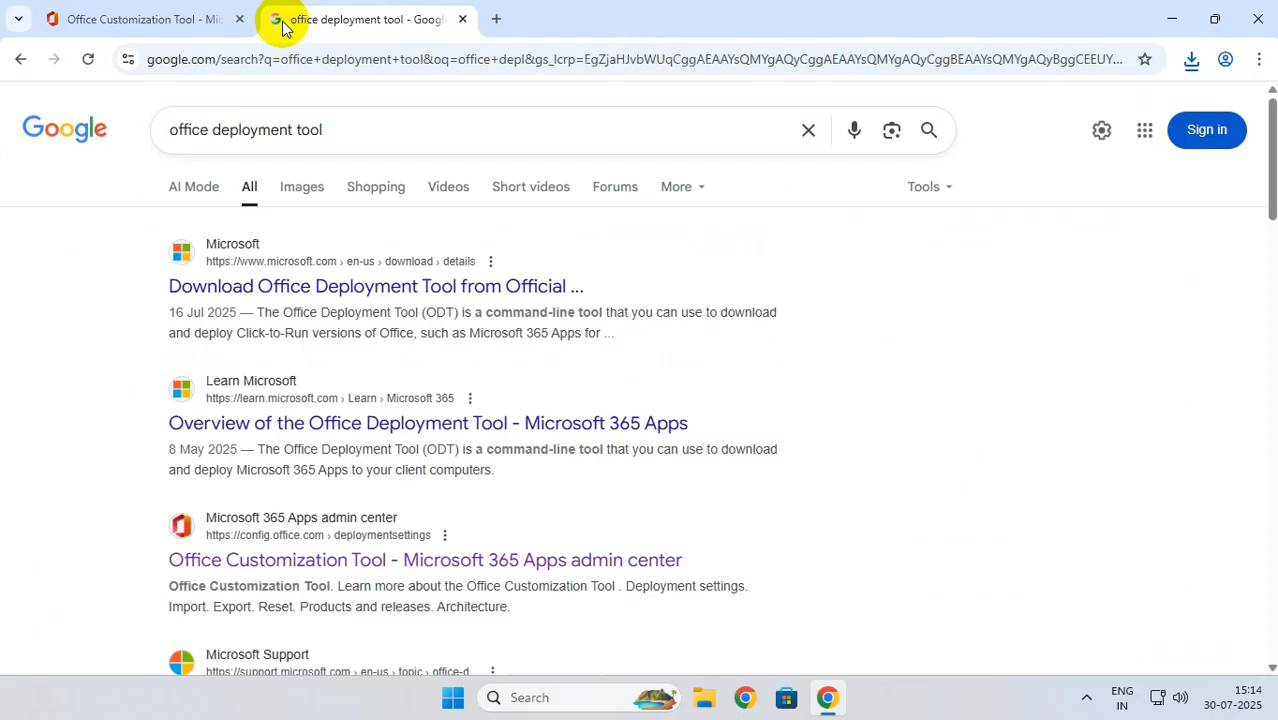 Office Customization Tool - Mic
office deployment tool - Google
google.com/search?q=office+deployment+tool&oq=office+depl&gs_lcrp=EgZjaHJvbWUqCggAEAAYsQMYgAQyCggAEAAYsQMYgAQyCggBEAAYsQMYgAQyBggCEEUY...
Google
office deployment tool
Sign in
AI Mode
All
Images
Shopping
Videos
Short videos
Forums
More
Tools
Microsoft
https://www.microsoft.com › en-us › download › details
Download Office Deployment Tool from Official ...
16 Jul 2025 — The Office Deployment Tool (ODT) is a command-line tool that you can use to download
and deploy Click-to-Run versions of Office, such as Microsoft 365 Apps for ...
Learn Microsoft
https://learn.microsoft.com › Learn › Microsoft 365
Overview of the Office Deployment Tool - Microsoft 365 Apps
8 May 2025 — The Office Deployment Tool (ODT) is a command-line tool that you can use to download
and deploy Microsoft 365 Apps to your client computers.
Microsoft 365 Apps admin center
https://config.office.com › deploymentsettings
Office Customization Tool - Microsoft 365 Apps admin center
Office Customization Tool. Learn more about the Office Customization Tool . Deployment settings.
Import. Export. Reset. Products and releases. Architecture.
Microsoft Support
https://support.microsoft.com › en-us › topic › office-d...
Search
ENG
IN
15:14
30-07-2025